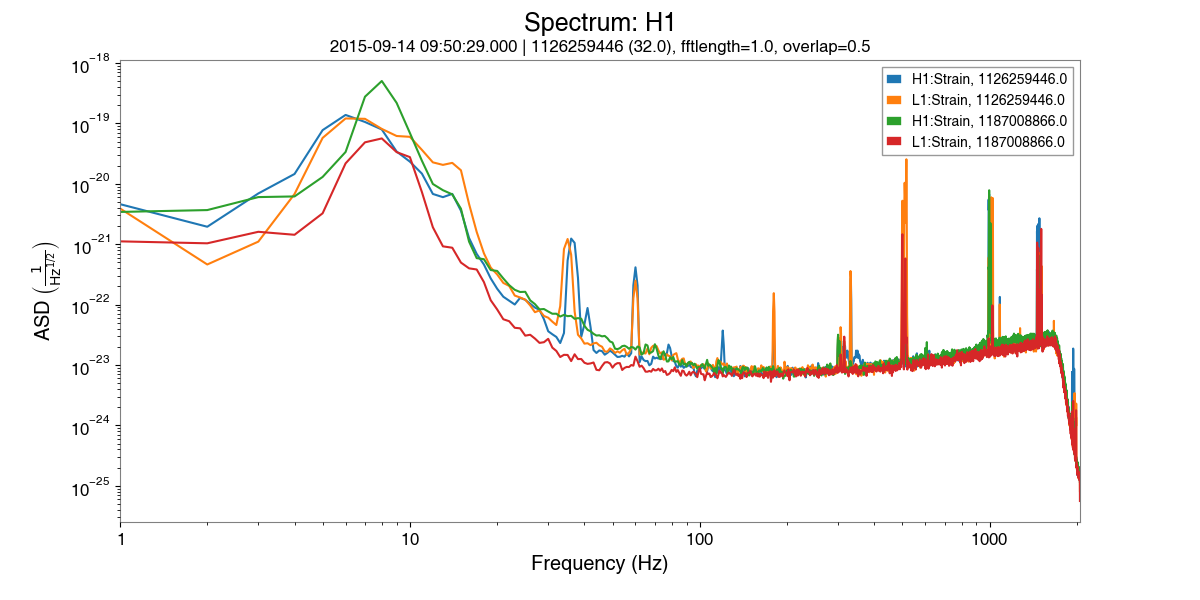 Spectrum: H1
2015-09-14 09:50:29.000 | 1126259446 (32.0), fftlength=1.0, overlap=0.5
H1:Strain, 1126259446.0
L1:Strain, 1126259446.0
H1:Strain, 1187008866.0
L1:Strain, 1187008866.0
ASD (1/Hz^1/2)
10^−18
10^−19
10^−20
10^−21
10^−22
10^−23
10^−24
10^−25
1 10 100 1000
Frequency (Hz)